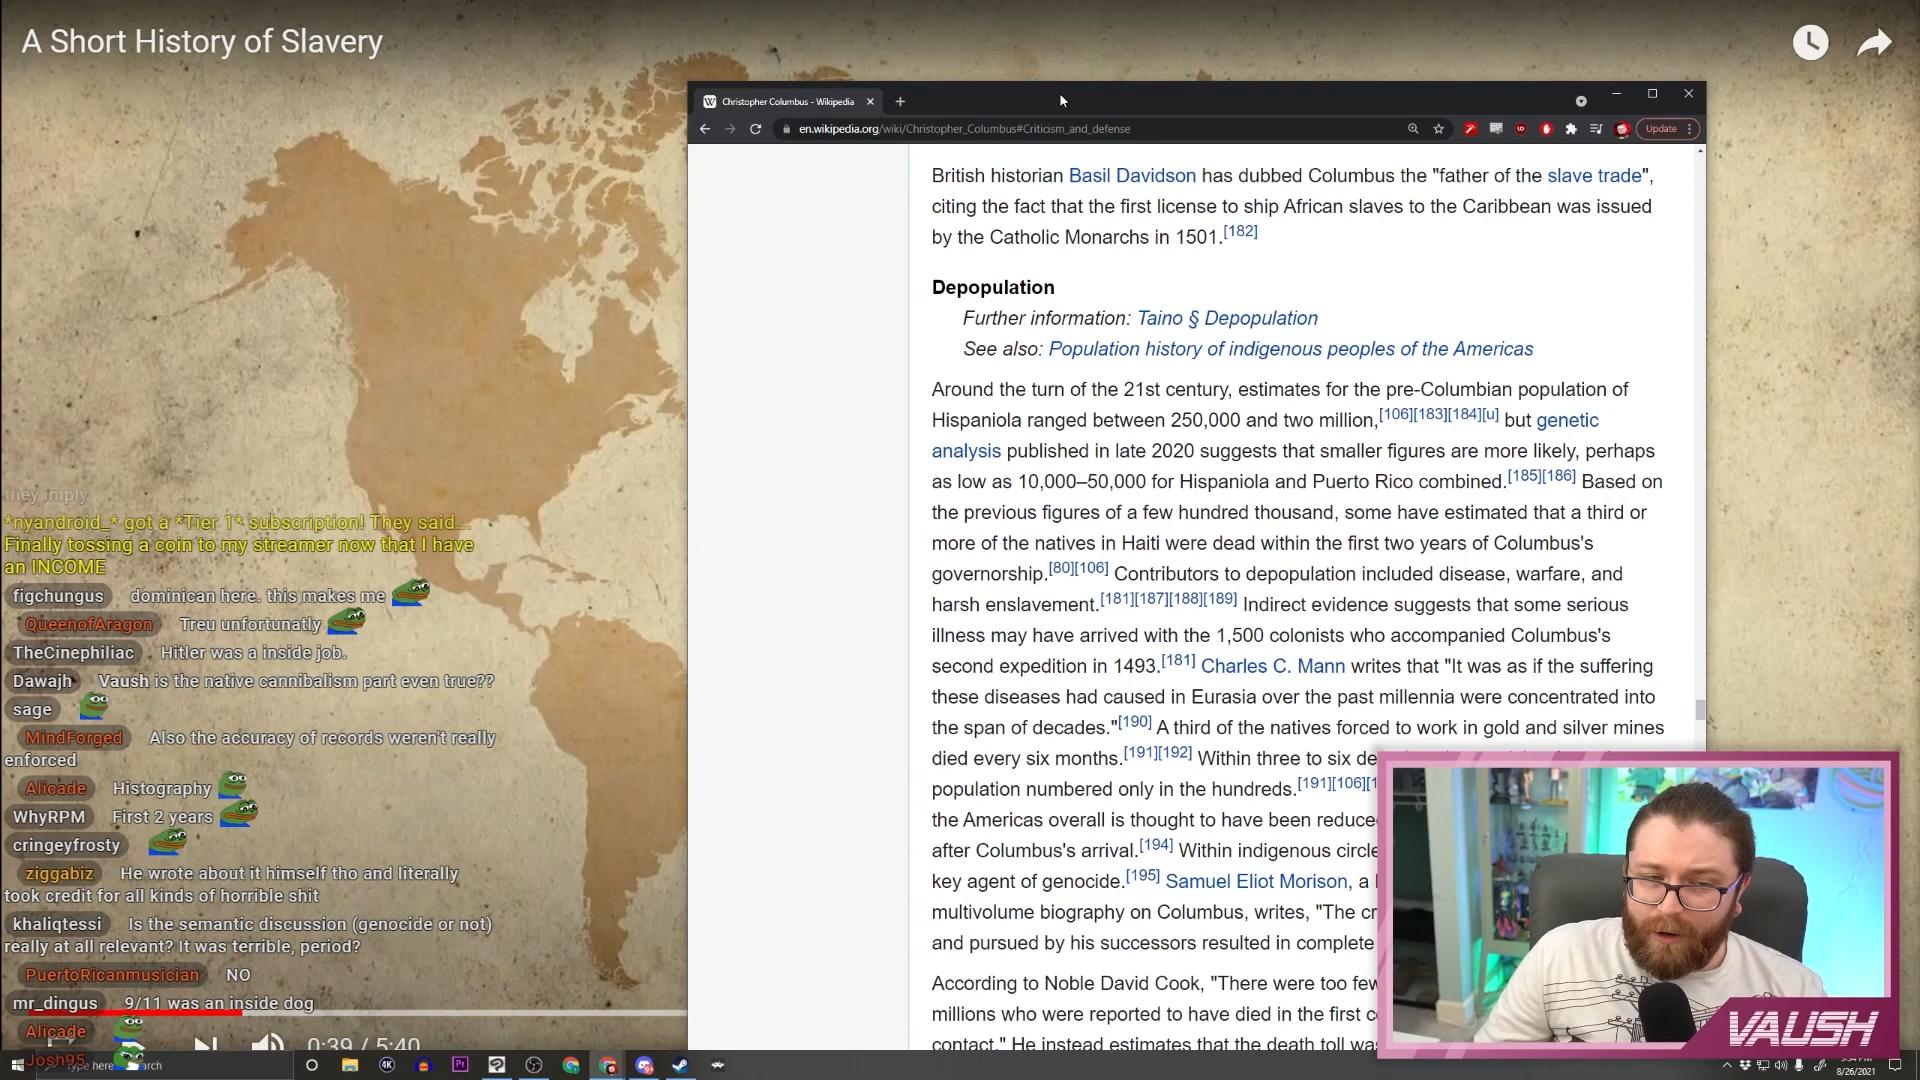 A Short History of Slavery
Christopher Columbus - Wikipedia
en.wikipedia.org/wiki/Christopher_Columbus#Criticism_and_defense
Update
British historian Basil Davidson has dubbed Columbus the "father of the slave trade",
citing the fact that the first license to ship African slaves to the Caribbean was issued
by the Catholic Monarchs in 1501.[182]
Depopulation
Further information: Taino § Depopulation
See also: Population history of indigenous peoples of the Americas
Around the turn of the 21st century, estimates for the pre-Columbian population of
Hispaniola ranged between 250,000 and two million,[106][183][184][u] but genetic
analysis published in late 2020 suggests that smaller figures are more likely, perhaps
as low as 10,000–50,000 for Hispaniola and Puerto Rico combined.[185][186] Based on
the previous figures of a few hundred thousand, some have estimated that a third or
more of the natives in Haiti were dead within the first two years of Columbus's
governorship.[80][106] Contributors to depopulation included disease, warfare, and
harsh enslavement.[181][187][188][189] Indirect evidence suggests that some serious
illness may have arrived with the 1,500 colonists who accompanied Columbus's
second expedition in 1493.[181] Charles C. Mann writes that "It was as if the suffering
these diseases had caused in Eurasia over the past millennia were concentrated into
the span of decades."[190] A third of the natives forced to work in gold and silver mines
died every six months.[191][192] Within three to six de
population numbered only in the hundreds.[191][106][1
the Americas overall is thought to have been reduce
after Columbus's arrival.[194] Within indigenous circle
key agent of genocide.[195] Samuel Eliot Morison, a
multivolume biography on Columbus, writes, "The cr
and pursued by his successors resulted in complete
According to Noble David Cook, "There were too few
millions who were reported to have died in the first c
contact." He instead estimates that the death toll wa
they imply
*nyandroid_* got a *Tier 1* subscription! They said...
Finally tossing a coin to my streamer now that I have
an INCOME
figchungus dominican here. this makes me
QueenofAragon Treu unfortunatly
TheCinephiliac Hitler was a inside job.
Dawajh Vaush is the native cannibalism part even true??
sage
MindForged Also the accuracy of records weren't really
enforced
Alicade Histography
WhyRPM First 2 years
cringeyfrosty
ziggabiz He wrote about it himself tho and literally
took credit for all kinds of horrible shit
khaliqtessi Is the semantic discussion (genocide or not)
really at all relevant? It was terrible, period?
PuertoRicanmusician NO
mr_dingus 9/11 was an inside dog
Alicade
Josh95
0:39 / 5:40
VAUSH
8/26/2021